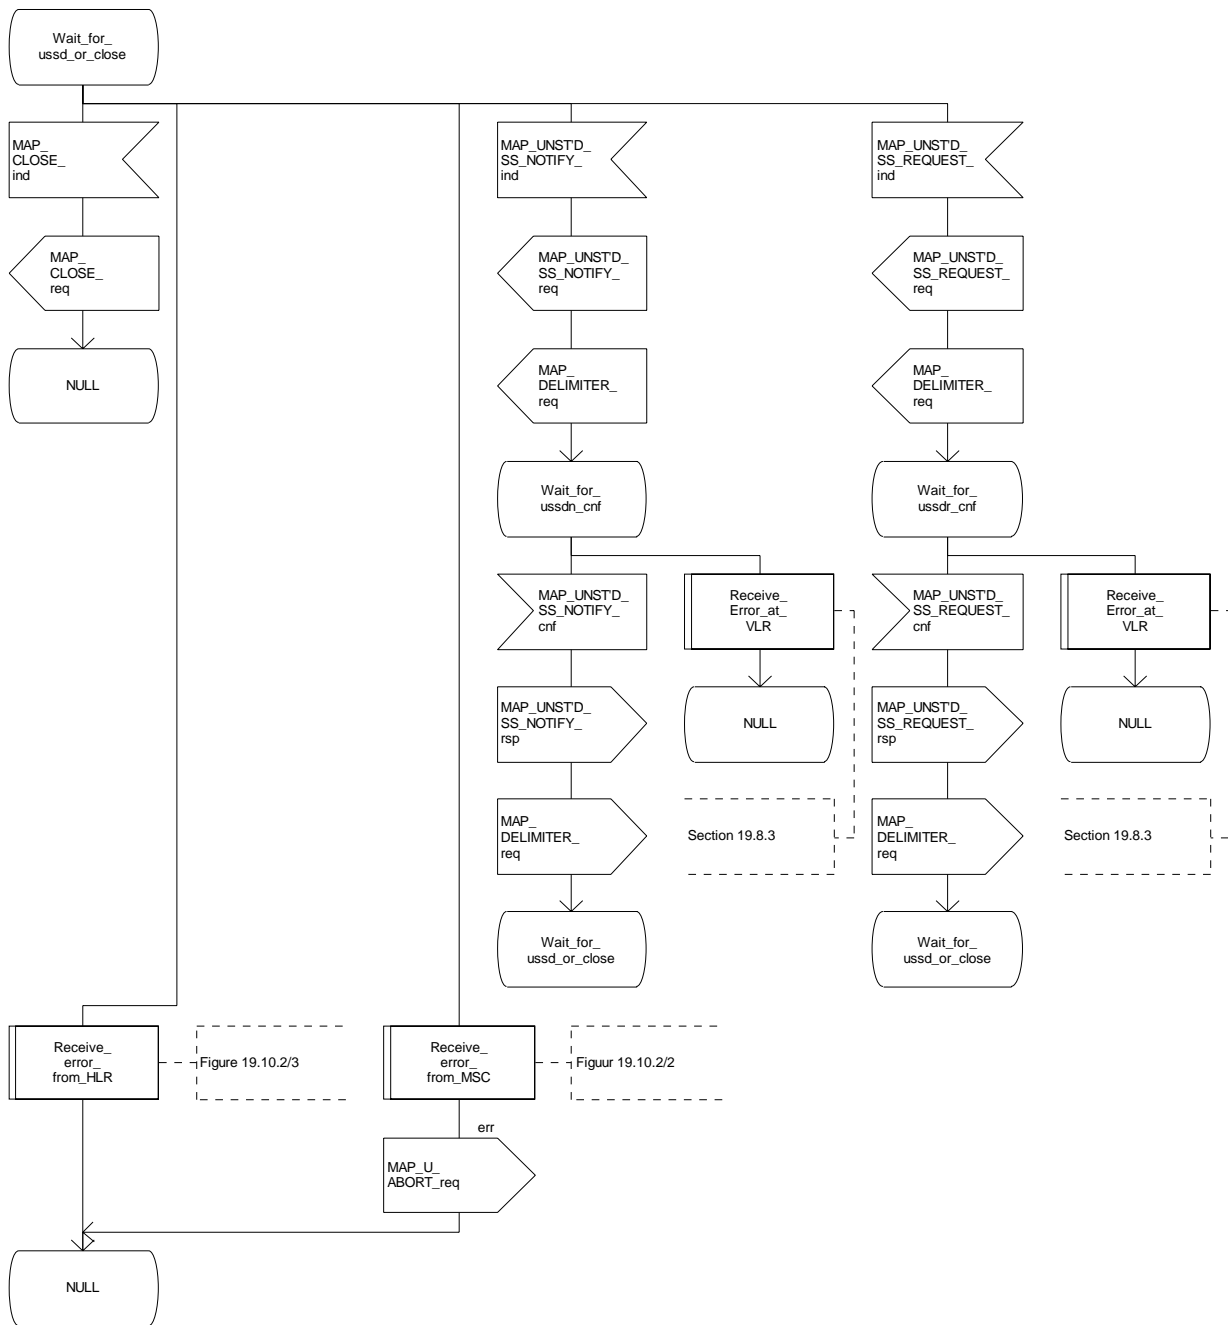 Wait_for_
ussd_or_close
MAP_
CLOSE_
ind
MAP_UNST'D_
SS_NOTIFY_
ind
MAP_UNST'D_
SS_REQUEST_
ind
MAP_
CLOSE_
req
MAP_UNST'D_
SS_NOTIFY_
req
MAP_UNST'D_
SS_REQUEST_
req
NULL
MAP_
DELIMITER_
req
MAP_
DELIMITER_
req
Wait_for_
ussdn_cnf
Wait_for_
ussdr_cnf
MAP_UNST'D_
SS_NOTIFY_
cnf
Receive_
Error_at_
VLR
MAP_UNST'D_
SS_REQUEST_
cnf
Receive_
Error_at_
VLR
MAP_UNST'D_
SS_NOTIFY_
rsp
NULL
MAP_UNST'D_
SS_REQUEST_
rsp
NULL
MAP_
DELIMITER_
req
Section 19.8.3
MAP_
DELIMITER_
req
Section 19.8.3
Wait_for_
ussd_or_close
Wait_for_
ussd_or_close
Receive_
error_
from_HLR
Figure 19.10.2/3
Receive_
error_
from_MSC
Figuur 19.10.2/2
err
MAP_U_
ABORT_req
NULL